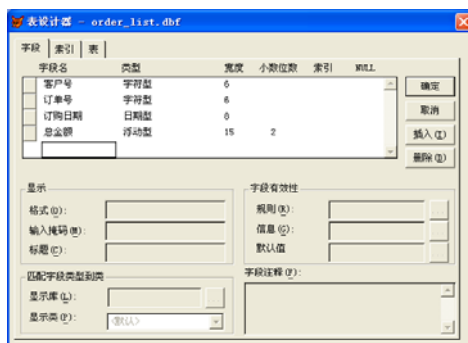 表设计器 - order_list.dbf
字段 索引 表
字段名 类型 宽度 小数位数 索引 NULL
客户号 字符型 6
订单号 字符型 6
订购日期 日期型 8
总金额 浮动型 15 2
确定
取消
插入(I)
删除(D)
显示
格式(O):
输入掩码(M):
标题(C):
字段有效性
规则(R):
信息(G):
默认值
匹配字段类型到类
显示库(L):
显示类(P): <默认>
字段注释(F):